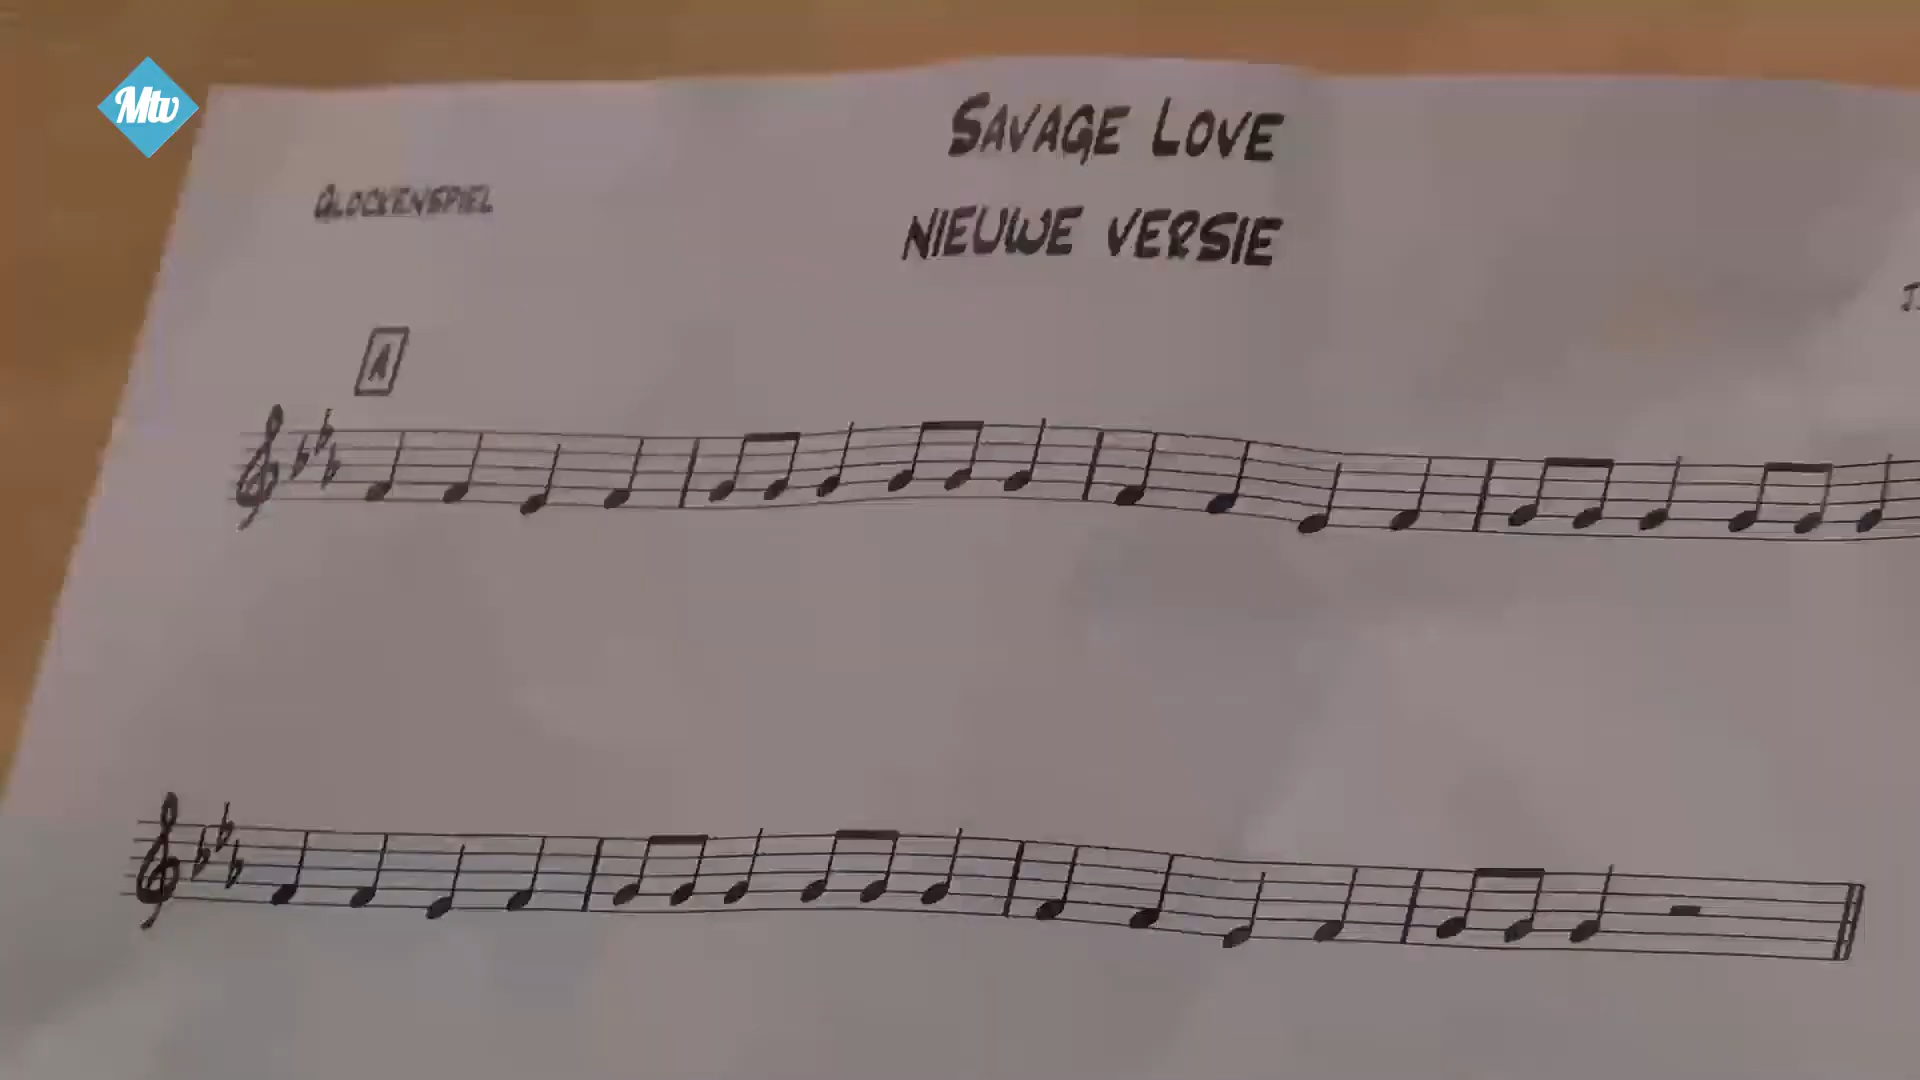 Mtv
SAVAGE LOVE
GLOCKENSPIEL
NIEUWE VERSIE
A